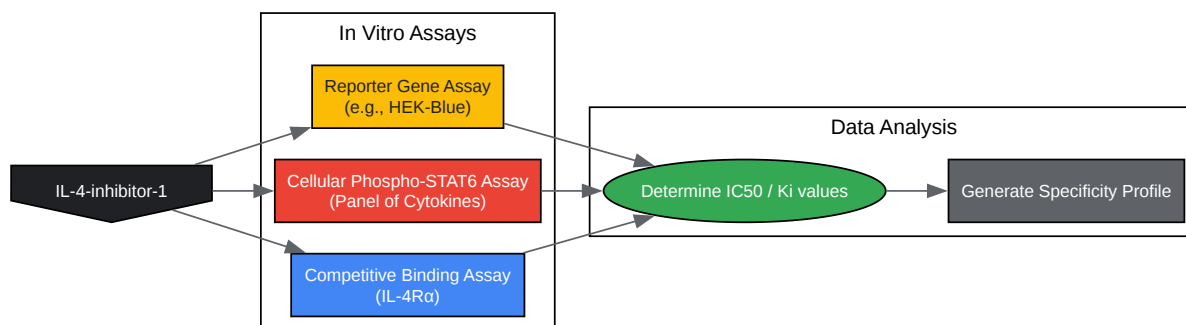 In Vitro Assays
Reporter Gene Assay
(e.g., HEK-Blue)
Data Analysis
IL-4-inhibitor-1
Cellular Phospho-STAT6 Assay
(Panel of Cytokines)
Determine IC50 / Ki values
Generate Specificity Profile
Competitive Binding Assay
(IL-4Rα)